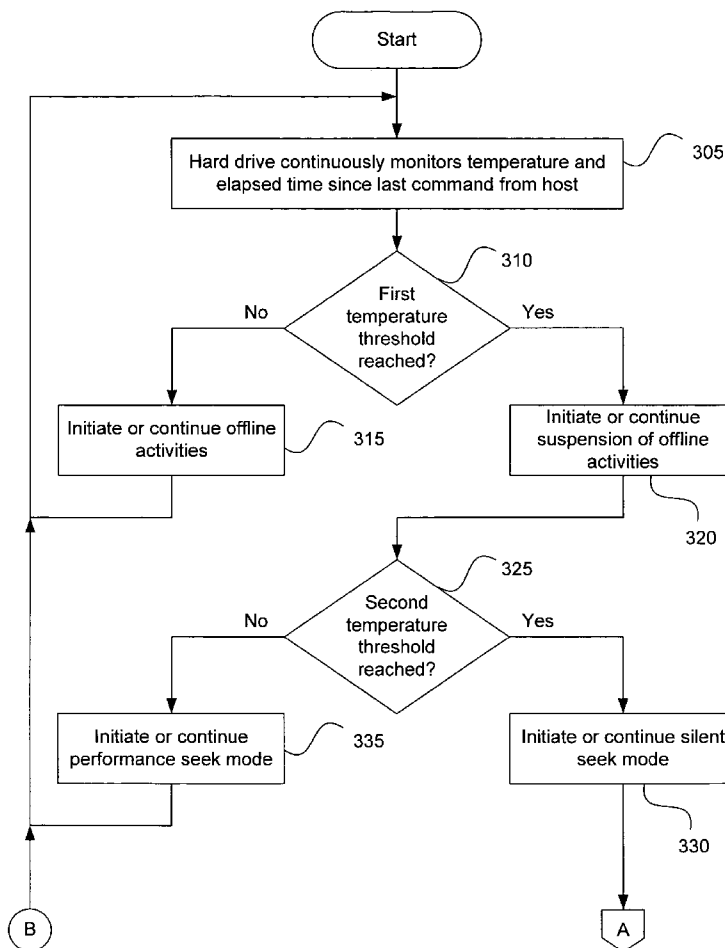 Start
Hard drive continuously monitors temperature and
elapsed time since last command from host
305
310
First
temperature
threshold
reached?
No
Yes
Initiate or continue offline
activities
315
Initiate or continue
suspension of offline
activities
320
325
Second
temperature
threshold
reached?
No
Yes
Initiate or continue
performance seek mode
335
Initiate or continue silent
seek mode
330
B
A